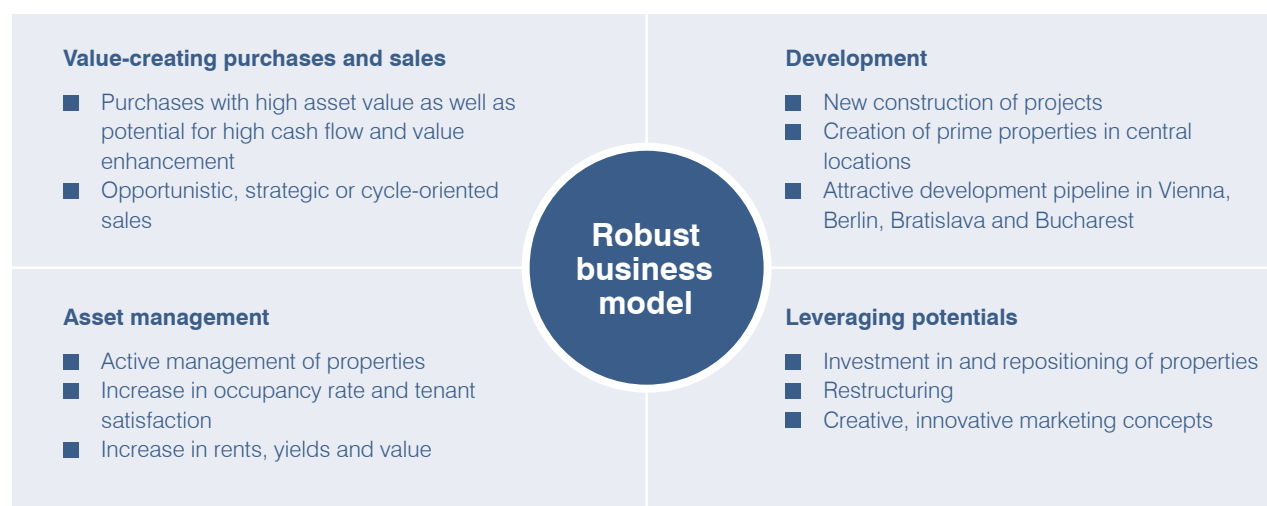 Value-creating purchases and sales
Purchases with high asset value as well as
potential for high cash flow and value
enhancement
Opportunistic, strategic or cycle-oriented
sales
Development
New construction of projects
Creation of prime properties in central
locations
Attractive development pipeline in Vienna,
Berlin, Bratislava and Bucharest
Robust
business
model
Asset management
Active management of properties
Increase in occupancy rate and tenant
satisfaction
Increase in rents, yields and value
Leveraging potentials
Investment in and repositioning of properties
Restructuring
Creative, innovative marketing concepts